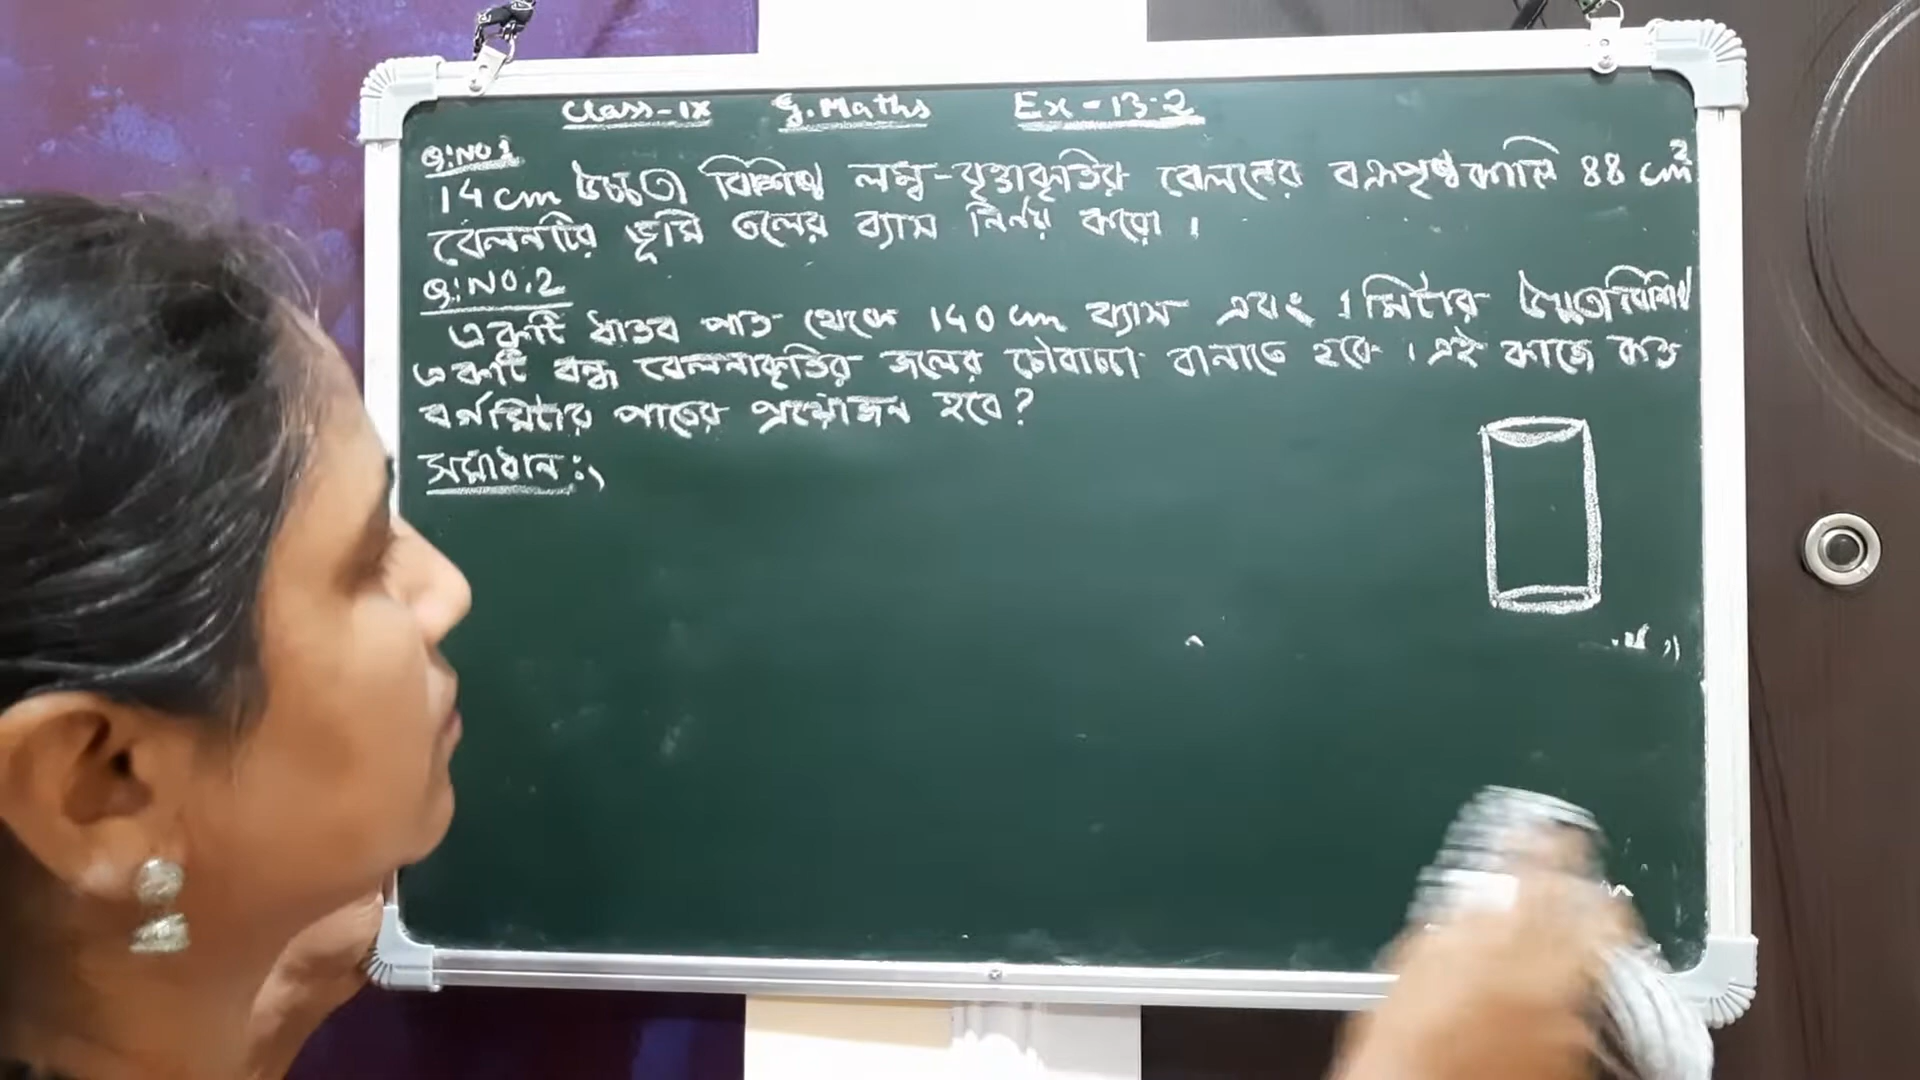 Class-IX G.Maths Ex-13.2
Q:NO 1
14 cm উচ্চতা বিশিষ্ট লম্ব-বৃত্তাকৃতির বেলনের বক্রপৃষ্ঠকালি 88 cm²
বেলনটির ভূমি তলের ব্যাস নির্ণয় করো ।
Q:NO.2
একটি ধাতব পাত থেকে 140 cm ব্যাস এবং 1 মিটার উচ্চতাবিশিষ্ট
একটি বন্ধ বেলনাকৃতির জলের চৌবাচ্চা বানাতে হবে । এই কাজে কত
বর্গমিটার পাতের প্রয়োজন হবে ?
সমাধান :